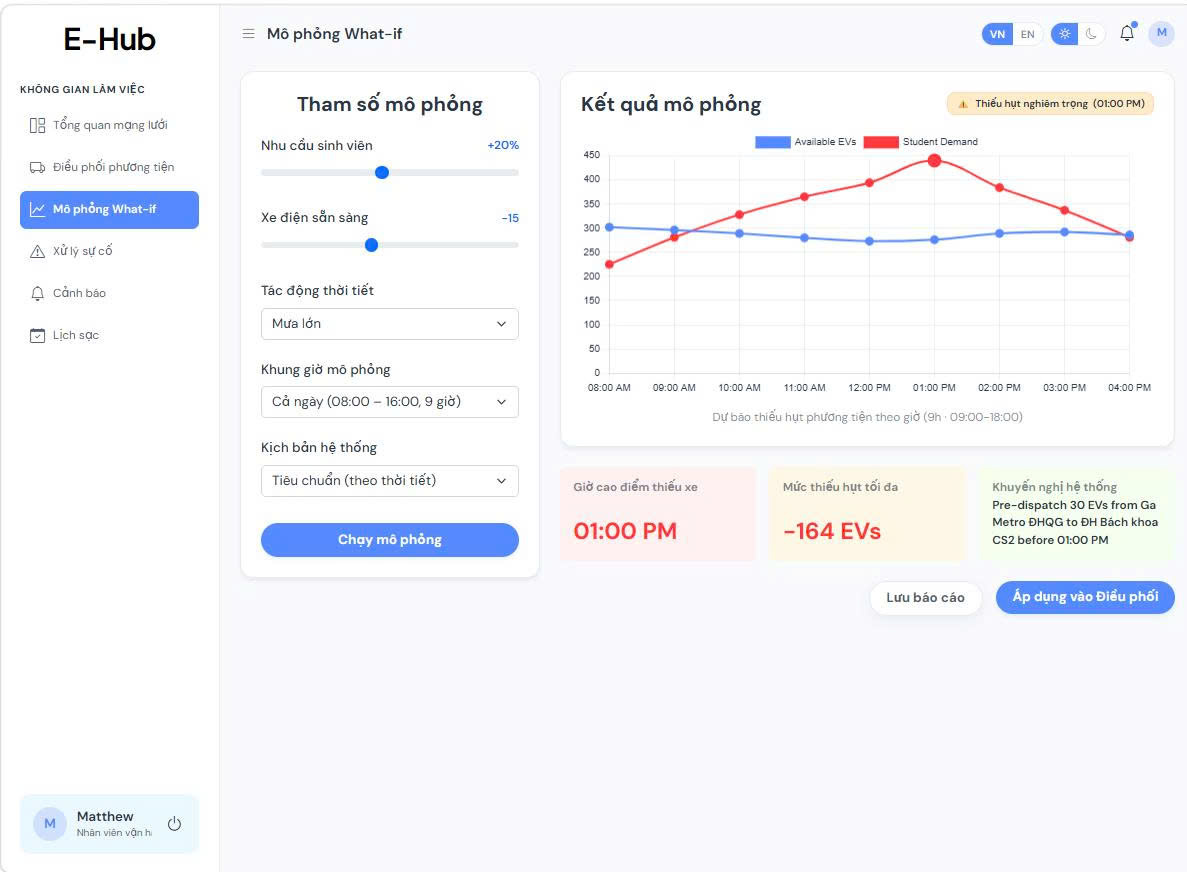 E-Hub
KHÔNG GIAN LÀM VIỆC
Tổng quan mạng lưới
Điều phối phương tiện
Mô phỏng What-if
Xử lý sự cố
Cảnh báo
Lịch sạc
M
Matthew
Nhân viên vận h
Mô phỏng What-if
VN EN
M
Tham số mô phỏng
Nhu cầu sinh viên +20%
Xe điện sẵn sàng -15
Tác động thời tiết
Mưa lớn
Khung giờ mô phỏng
Cả ngày (08:00 – 16:00, 9 giờ)
Kịch bản hệ thống
Tiêu chuẩn (theo thời tiết)
Chạy mô phỏng
Kết quả mô phỏng
Thiếu hụt nghiêm trọng (01:00 PM)
Available EVs Student Demand
450
400
350
300
250
200
150
100
50
0
08:00 AM 09:00 AM 10:00 AM 11:00 AM 12:00 PM 01:00 PM 02:00 PM 03:00 PM 04:00 PM
Dự báo thiếu hụt phương tiện theo giờ (9h · 09:00-18:00)
Giờ cao điểm thiếu xe
01:00 PM
Mức thiếu hụt tối đa
-164 EVs
Khuyến nghị hệ thống
Pre-dispatch 30 EVs from Ga
Metro ĐHQG to ĐH Bách khoa
CS2 before 01:00 PM
Lưu báo cáo
Áp dụng vào Điều phối